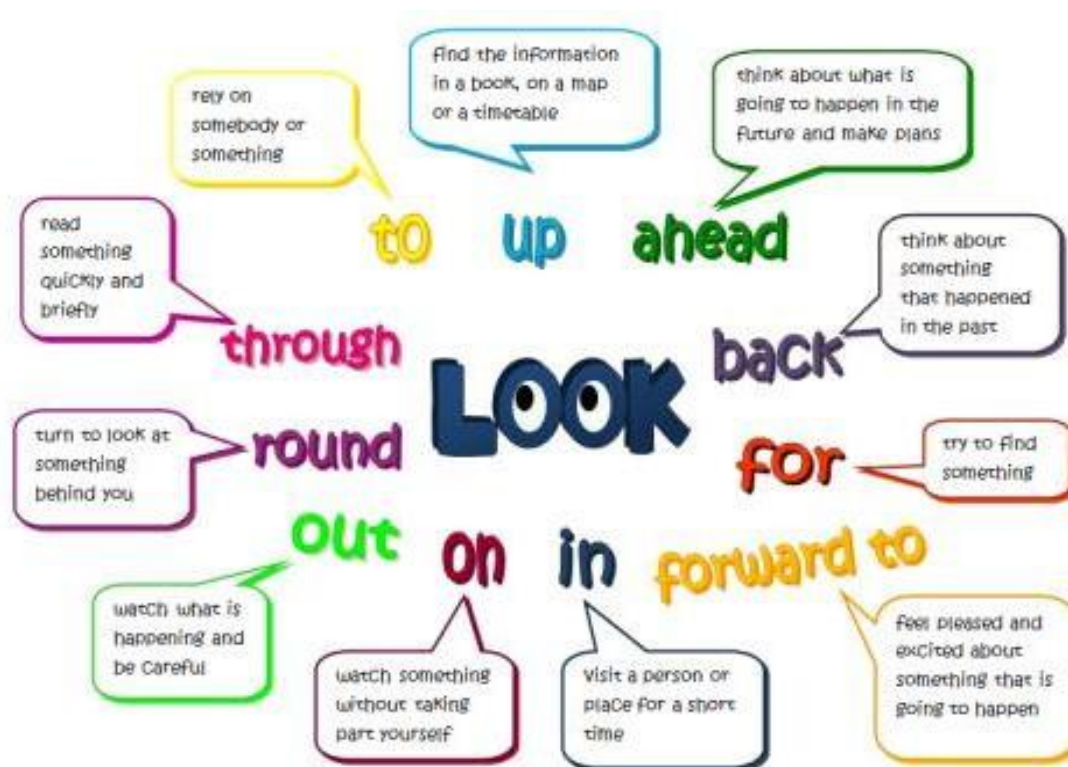 find the information
in a book, on a map
or a timetable
think about what is
going to happen in the
future and make plans
rely on
somebody or
something
to
up
ahead
read
something
quickly and
briefly
think about
something
that happened
in the past
through
back
LOOK
turn to look at
something
behind you
round
for
try to find
something
out
on
in
forward to
watch what is
happening and
be careful
watch something
without taking
part yourself
visit a person or
place for a short
time
feel pleased and
excited about
something that is
going to happen